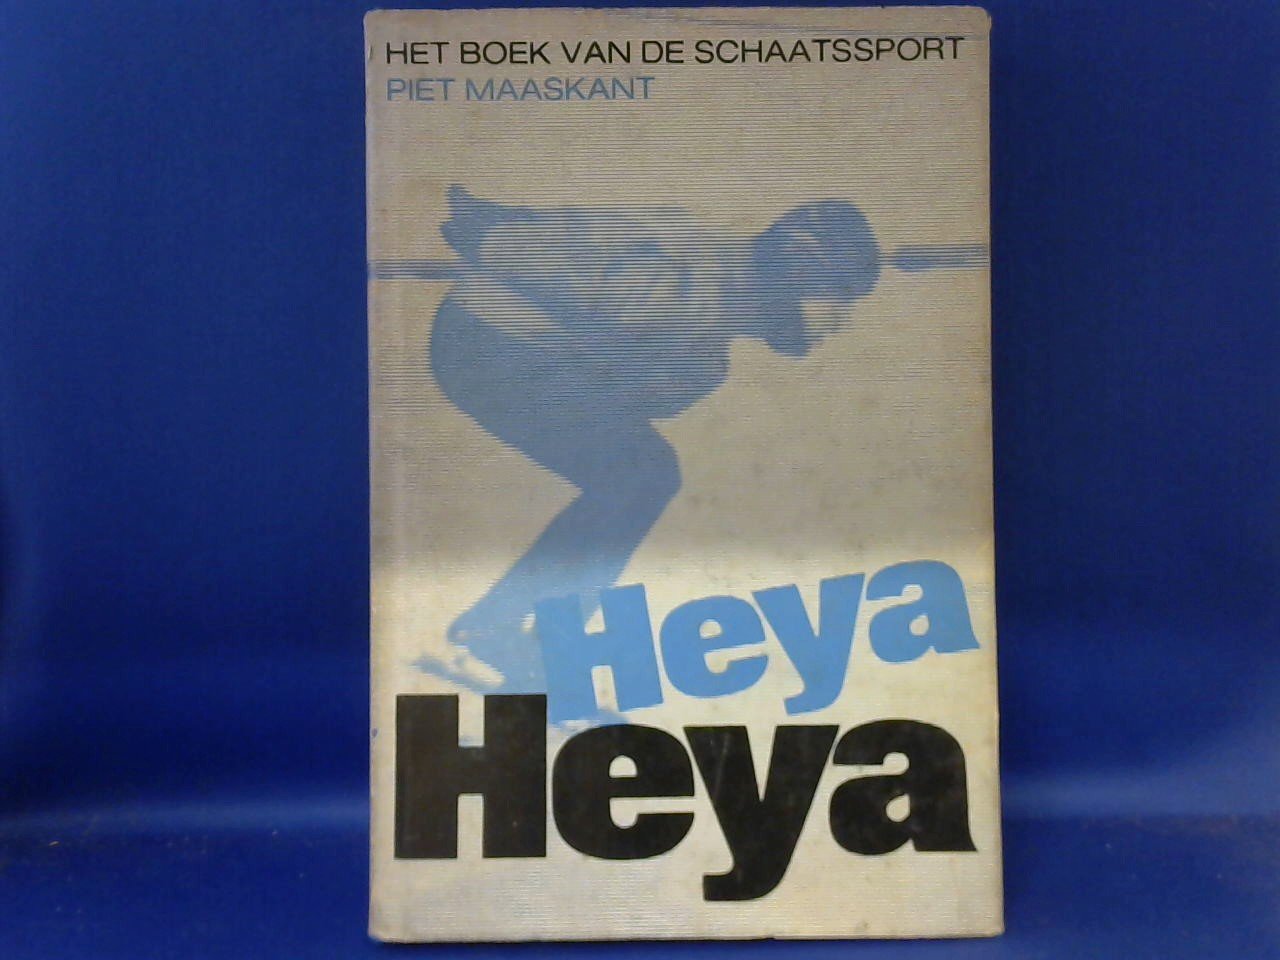 HET BOEK VAN DE SCHAATSSPORT
PIET MAASKANT
Heya
Heya